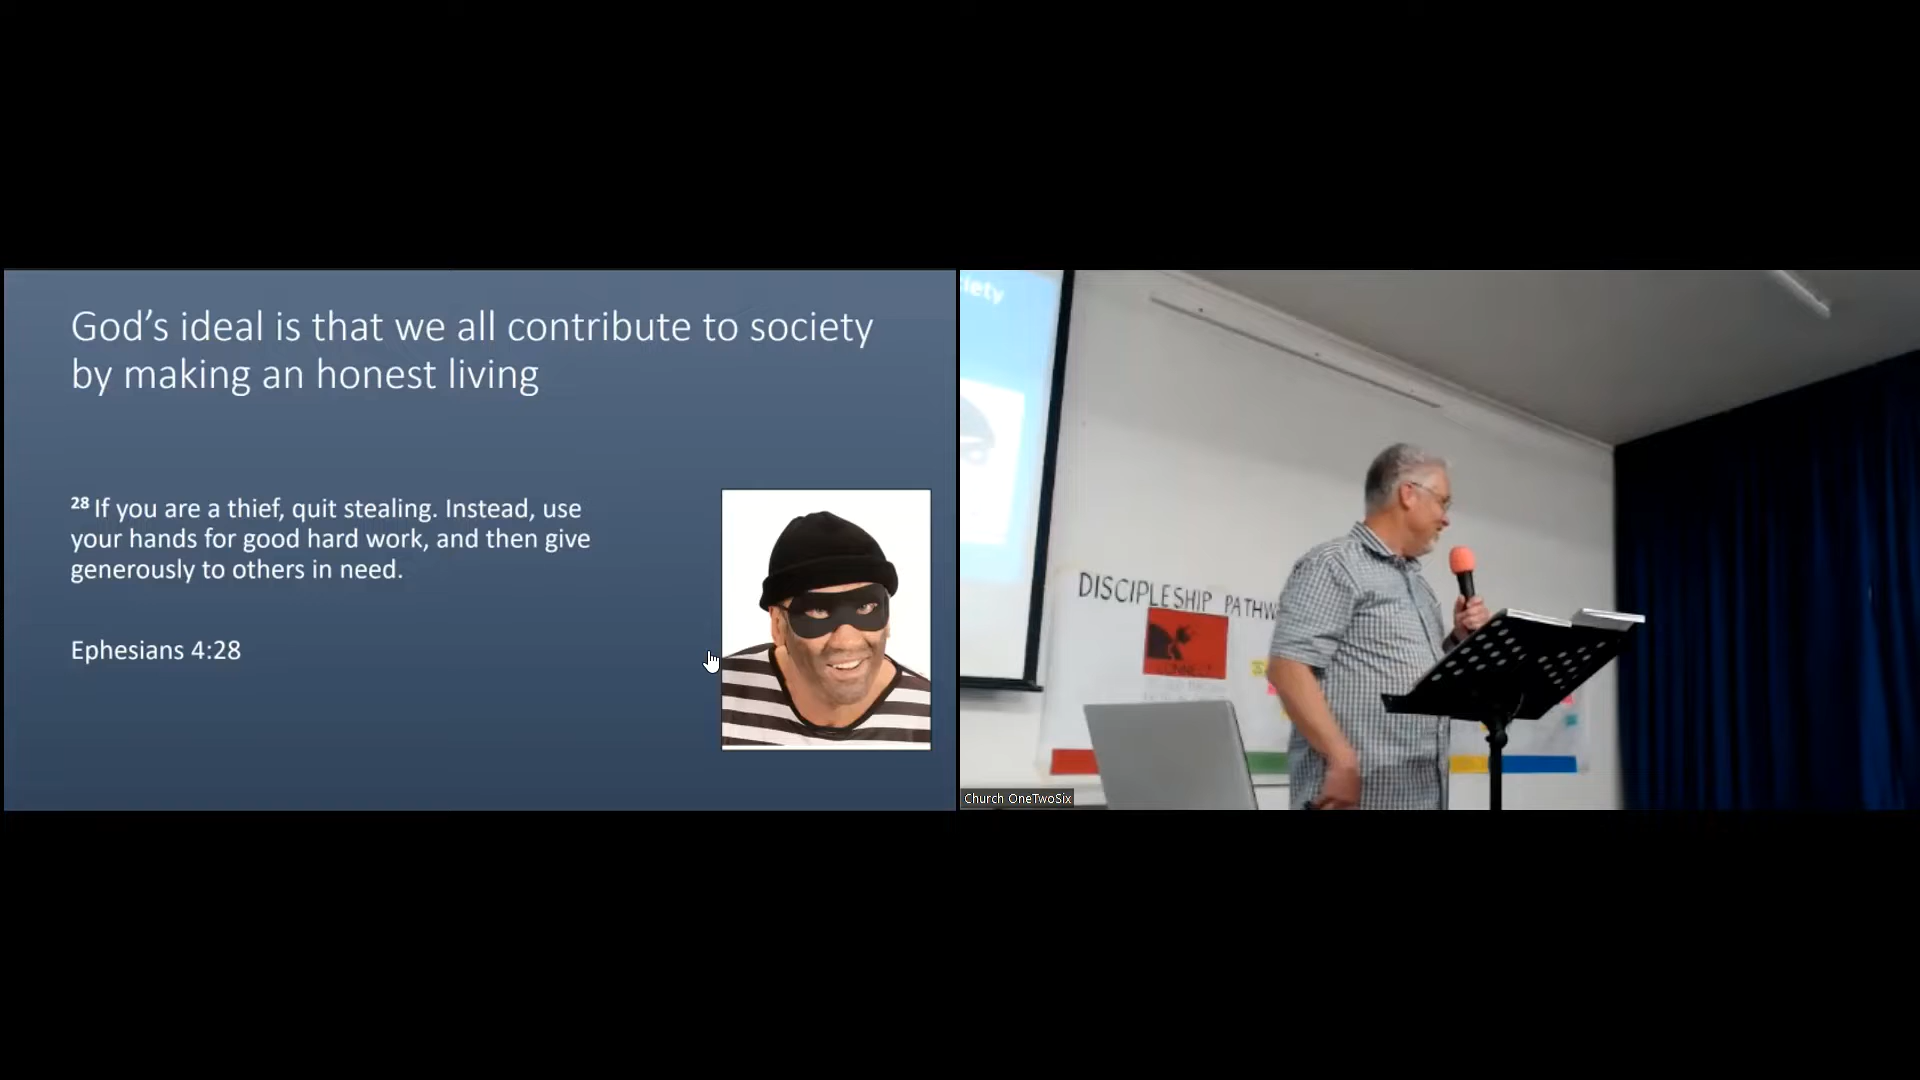 God's ideal is that we all contribute to society
by making an honest living
28 If you are a thief, quit stealing. Instead, use
your hands for good hard work, and then give
generously to others in need.
Ephesians 4:28
iety
DISCIPLESHIP PATHW
CONNECT
Church OneTwoSix